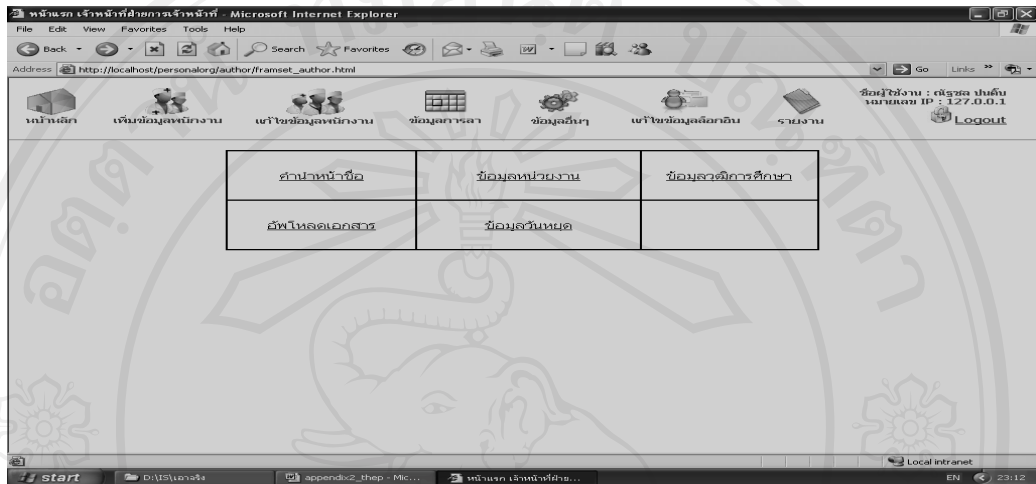 หน้าแรก เจ้าหน้าที่ฝ่ายการเจ้าหน้าที่ - Microsoft Internet Explorer
File Edit View Favorites Tools Help
Back Search Favorites
Address http://localhost/personalorg/author/framset_author.html Go Links »
หน้าหลัก เพิ่มข้อมูลพนักงาน แก้ไขข้อมูลพนักงาน ข้อมูลการลา ข้อมูลอื่นๆ แก้ไขข้อมูลล็อกอิน รายงาน
ชื่อผู้ใช้งาน : ณัฐชล ปนคับ
หมายเลข IP : 127.0.0.1
Logout
คำนำหน้าชื่อ ข้อมูลหน่วยงาน ข้อมูลวุฒิการศึกษา
อัพโหลดเอกสาร ข้อมูลวันหยุด
Local intranet
start D:\IS\เอาจริง appendix2_thep - Mic... หน้าแรก เจ้าหน้าที่ฝ่าย... EN 23:12